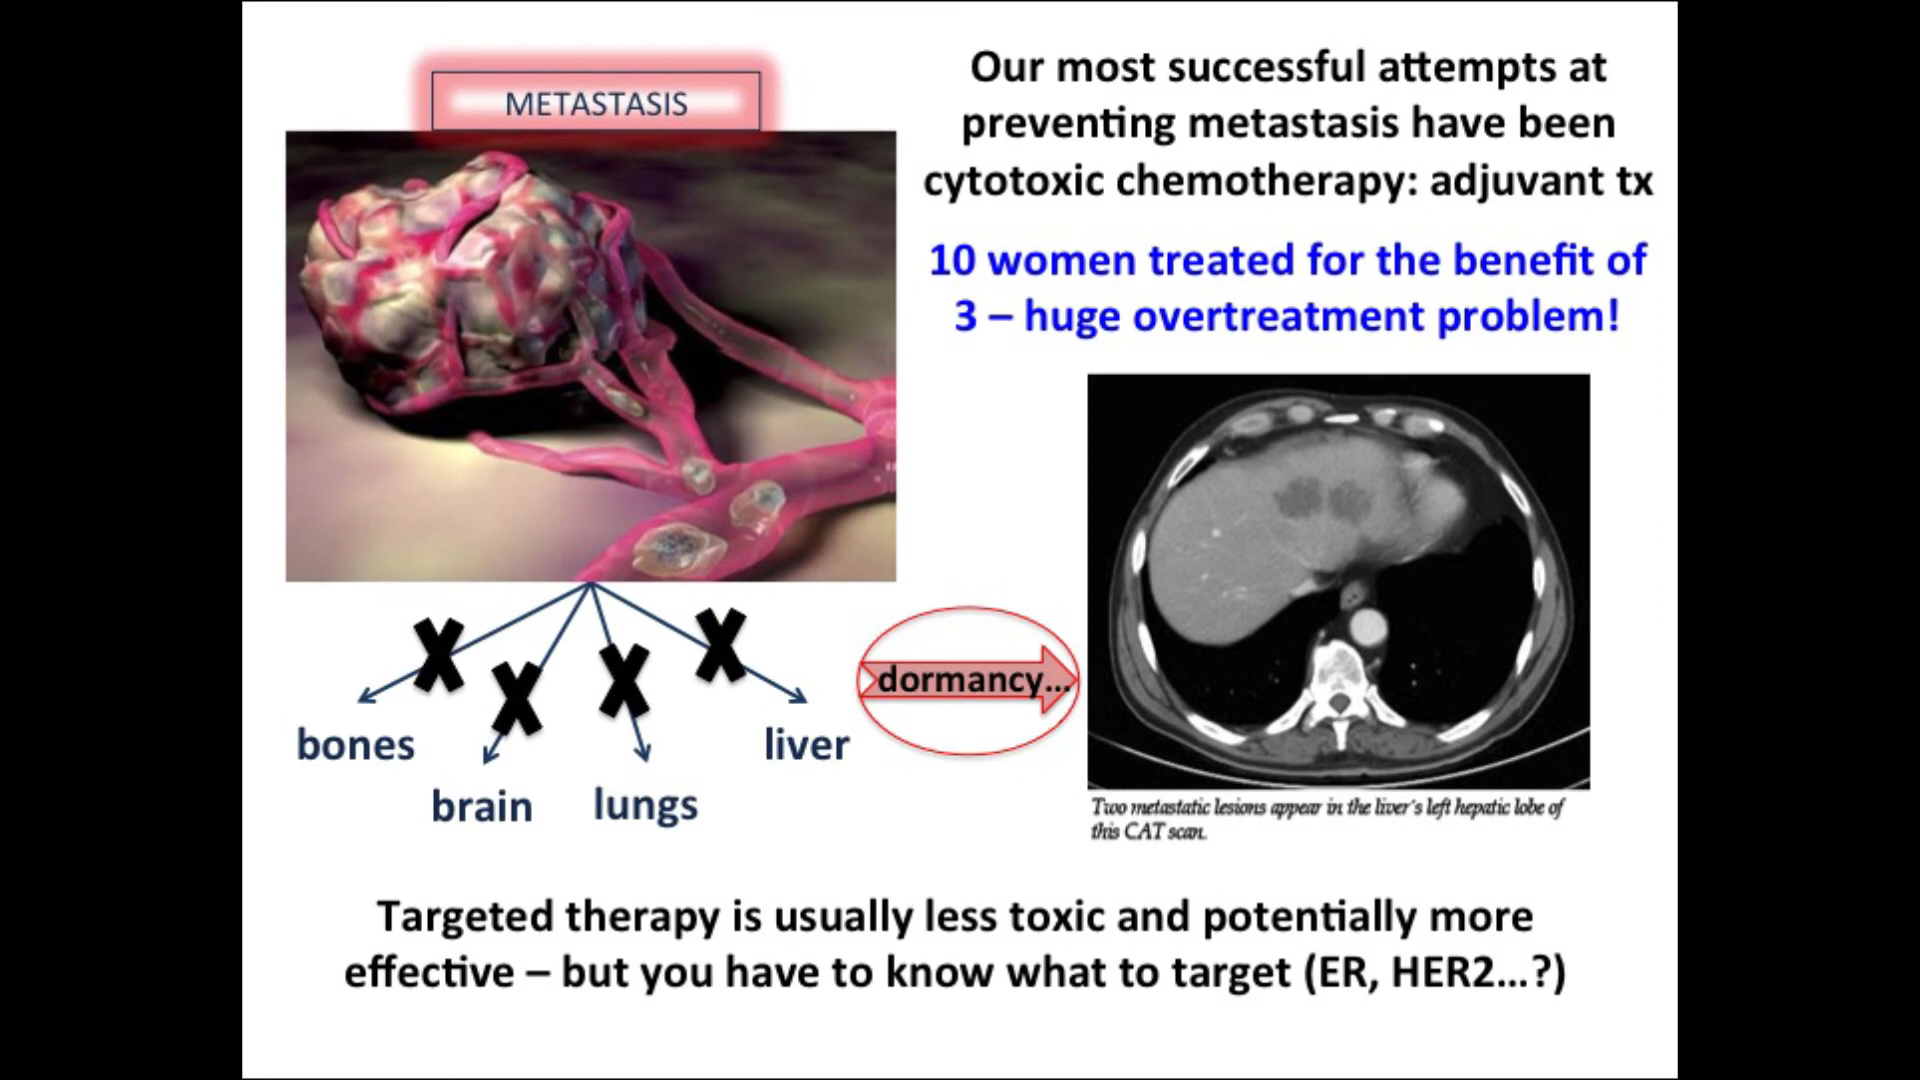 METASTASIS
Our most successful attempts at
preventing metastasis have been
cytotoxic chemotherapy: adjuvant tx
10 women treated for the benefit of
3 – huge overtreatment problem!
bones
brain
lungs
liver
dormancy...
Two metastatic lesions appear in the liver's left hepatic lobe of
this CAT scan.
Targeted therapy is usually less toxic and potentially more
effective – but you have to know what to target (ER, HER2...?)